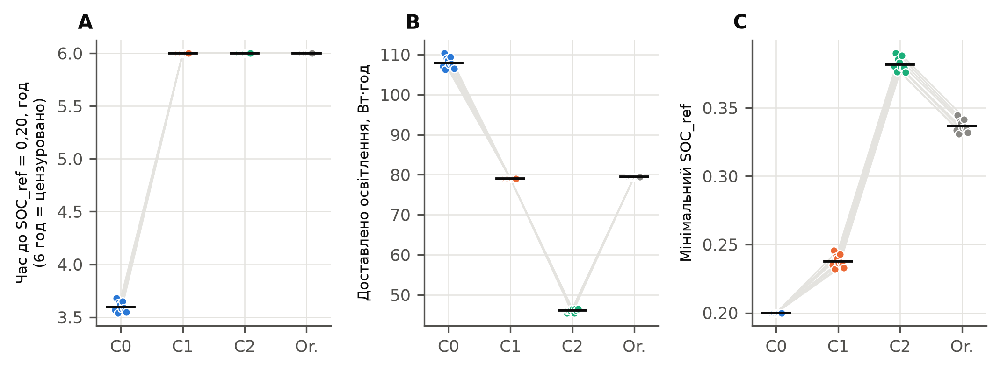 A
Час до SOC_ref = 0,20, год
(6 год = цензуровано)
6.0
5.5
5.0
4.5
4.0
3.5
C0 C1 C2 Or.
B
Доставлено освітлення, Вт·год
110
100
90
80
70
60
50
C0 C1 C2 Or.
C
Мінімальний SOC_ref
0.35
0.30
0.25
0.20
C0 C1 C2 Or.